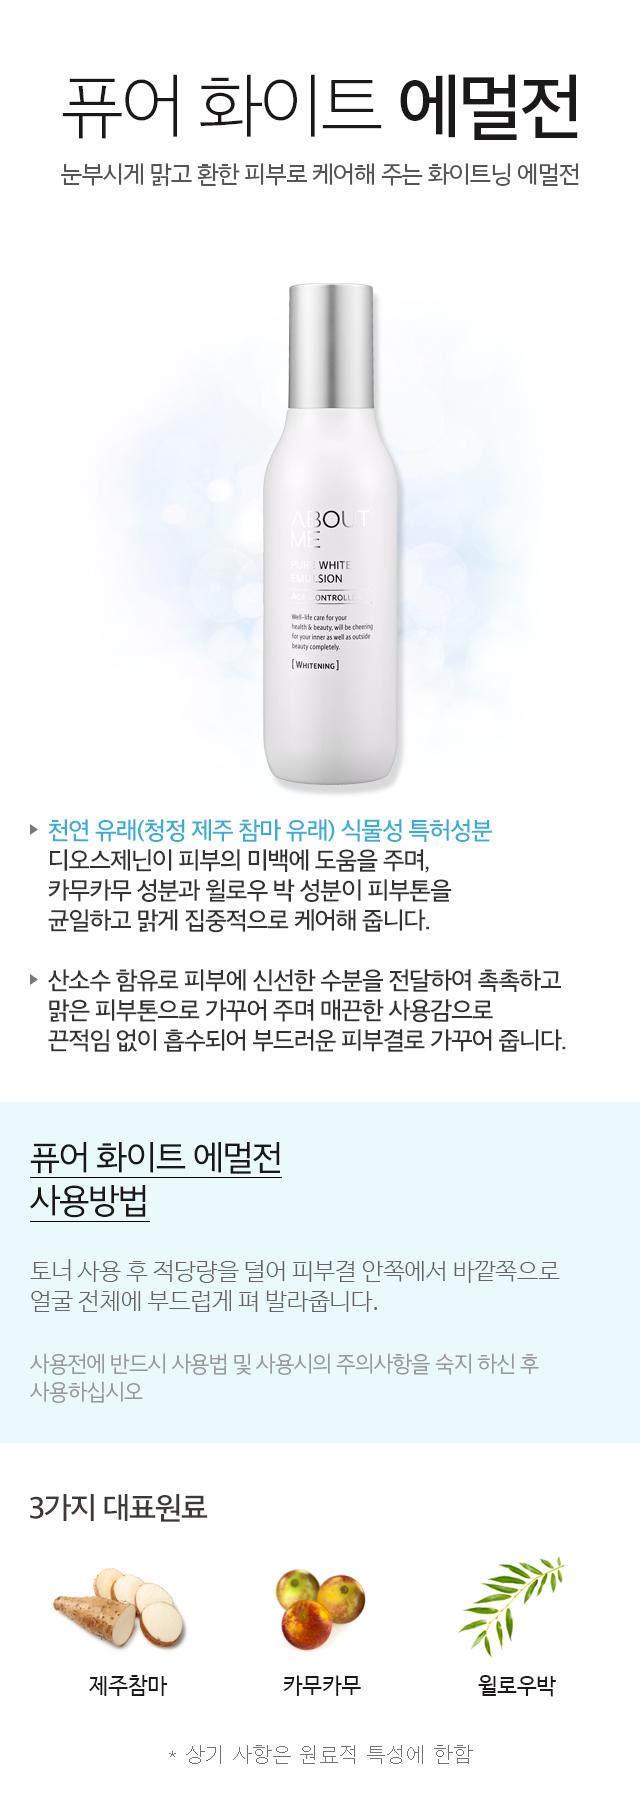 퓨어 화이트 에멀전
눈부시게 맑고 환한 피부로 케어해 주는 화이트닝 에멀전
ABOUT
ME
PURE WHITE
EMULSION
CONTROLL
Well-life care for your
health & beauty, will be cheering
for your inner as well as outside
beauty completely.
[WHITENING]
천연 유래(청정 제주 참마 유래) 식물성 특허성분
디오스제닌이 피부의 미백에 도움을 주며,
카무카무 성분과 윌로우 박 성분이 피부톤을
균일하고 맑게 집중적으로 케어해 줍니다.
산소수 함유로 피부에 신선한 수분을 전달하여 촉촉하고
맑은 피부톤으로 가꾸어 주며 매끈한 사용감으로
끈적임 없이 흡수되어 부드러운 피부결로 가꾸어 줍니다.
퓨어 화이트 에멀전
사용방법
토너 사용 후 적당량을 덜어 피부결 안쪽에서 바깥쪽으로
얼굴 전체에 부드럽게 펴 발라줍니다.
사용전에 반드시 사용법 및 사용시의 주의사항을 숙지 하신 후
사용하십시오
3가지 대표원료
제주참마
카무카무
윌로우박
* 상기 사항은 원료적 특성에 한함